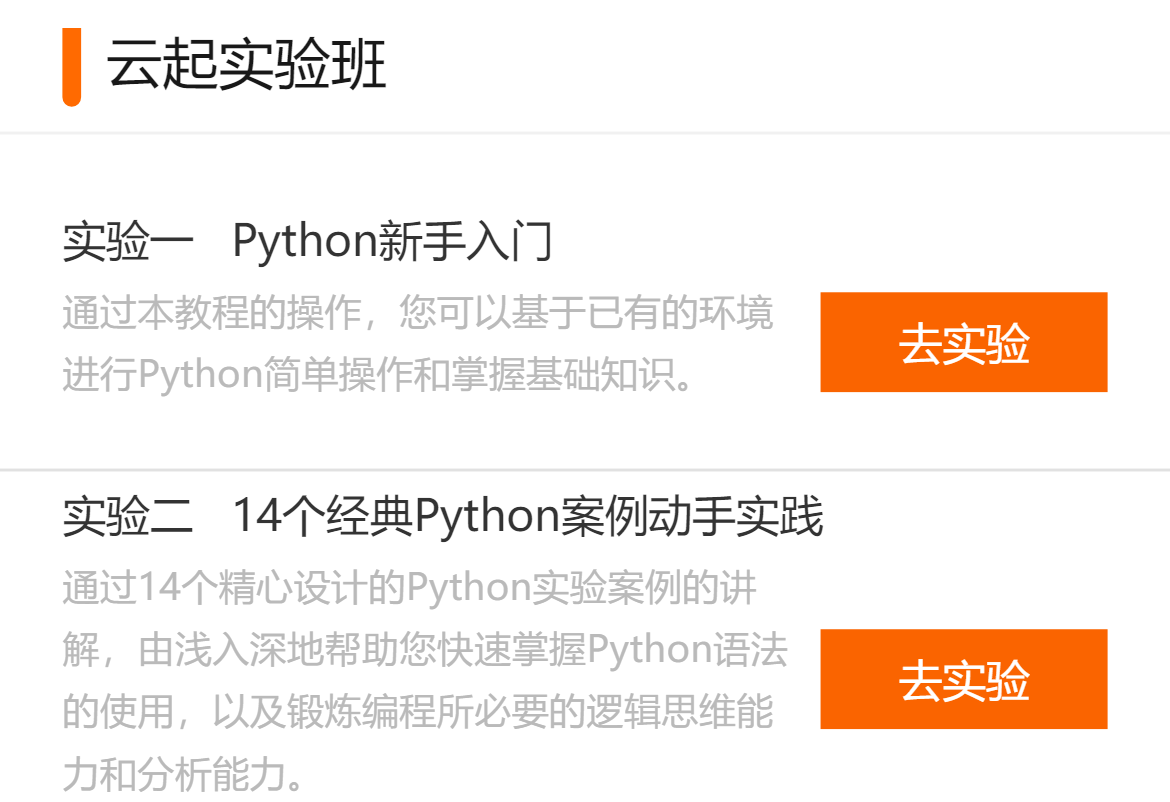 云起实验班
实验一 Python新手入门
通过本教程的操作，您可以基于已有的环境
进行Python简单操作和掌握基础知识。
去实验
实验二 14个经典Python案例动手实践
通过14个精心设计的Python实验案例的讲
解，由浅入深地帮助您快速掌握Python语法
的使用，以及锻炼编程所必要的逻辑思维能
力和分析能力。
去实验